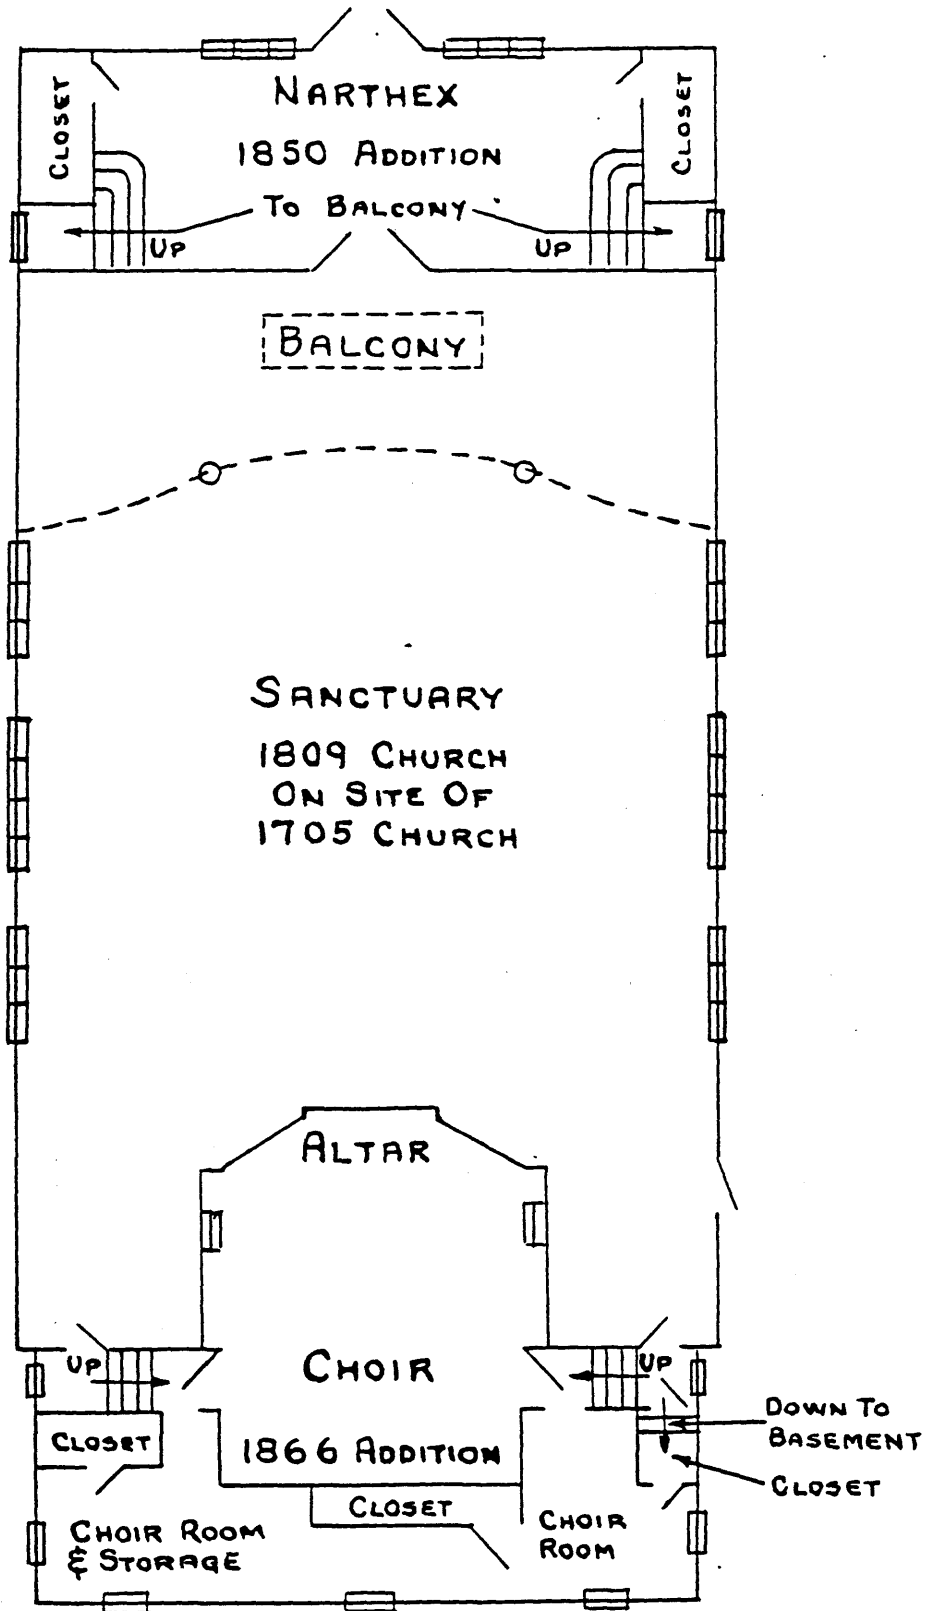 CLOSET
NARTHEX
CLOSET
1850 ADDITION
TO BALCONY
UP
UP
BALCONY
SANCTUARY
1809 CHURCH
ON SITE OF
1705 CHURCH
ALTAR
UP
CHOIR
UP
DOWN TO
BASEMENT
CLOSET
1866 ADDITION
CLOSET
CLOSET
CHOIR ROOM
& STORAGE
CHOIR
ROOM